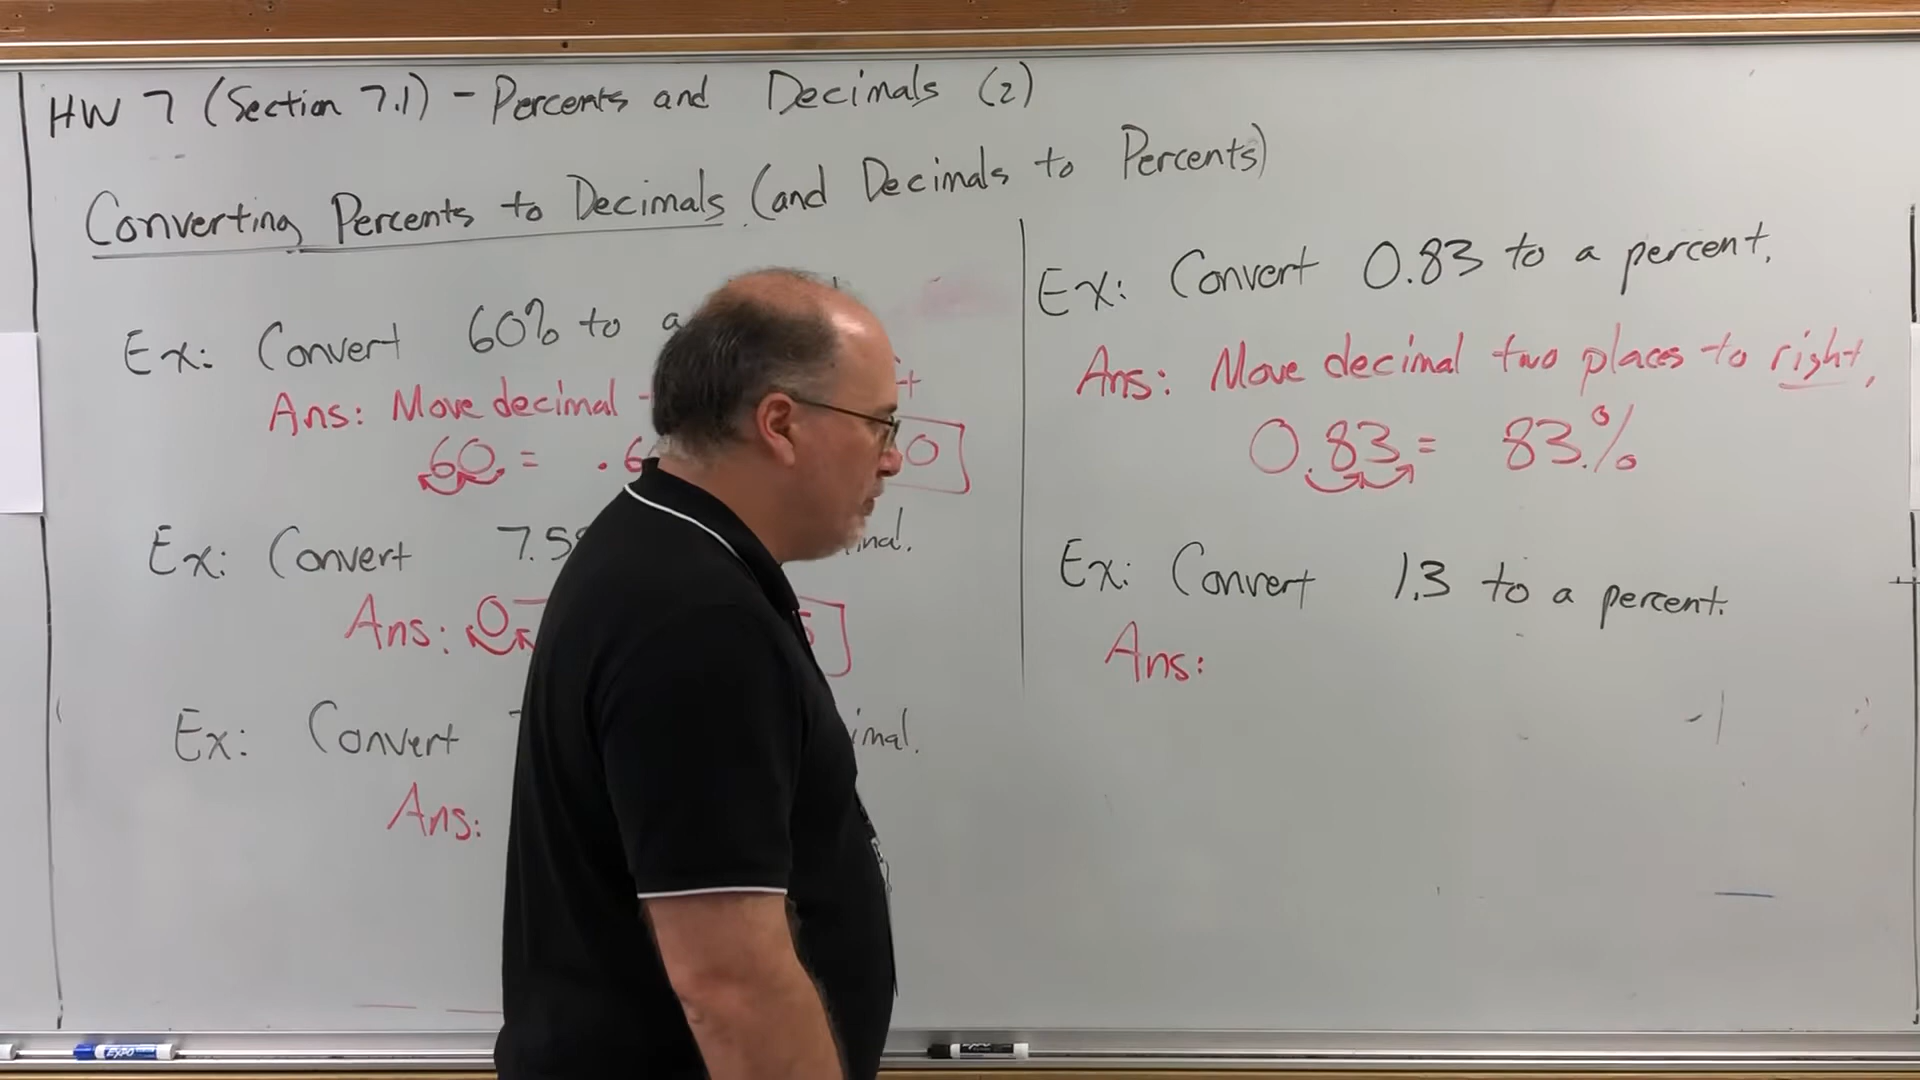 HW 7 (Section 7.1) - Percents and Decimals (2)
Converting Percents to Decimals (and Decimals to Percents)
Ex: Convert 60% to a
Ans: Move decimal
60 = .6
Ex: Convert 7.5
Ans: 0
Ex: Convert
Ans:
Ex: Convert 0.83 to a percent.
Ans: Move decimal two places to right.
0.83 = 83.%
Ex: Convert 1.3 to a percent.
Ans:
EXPO